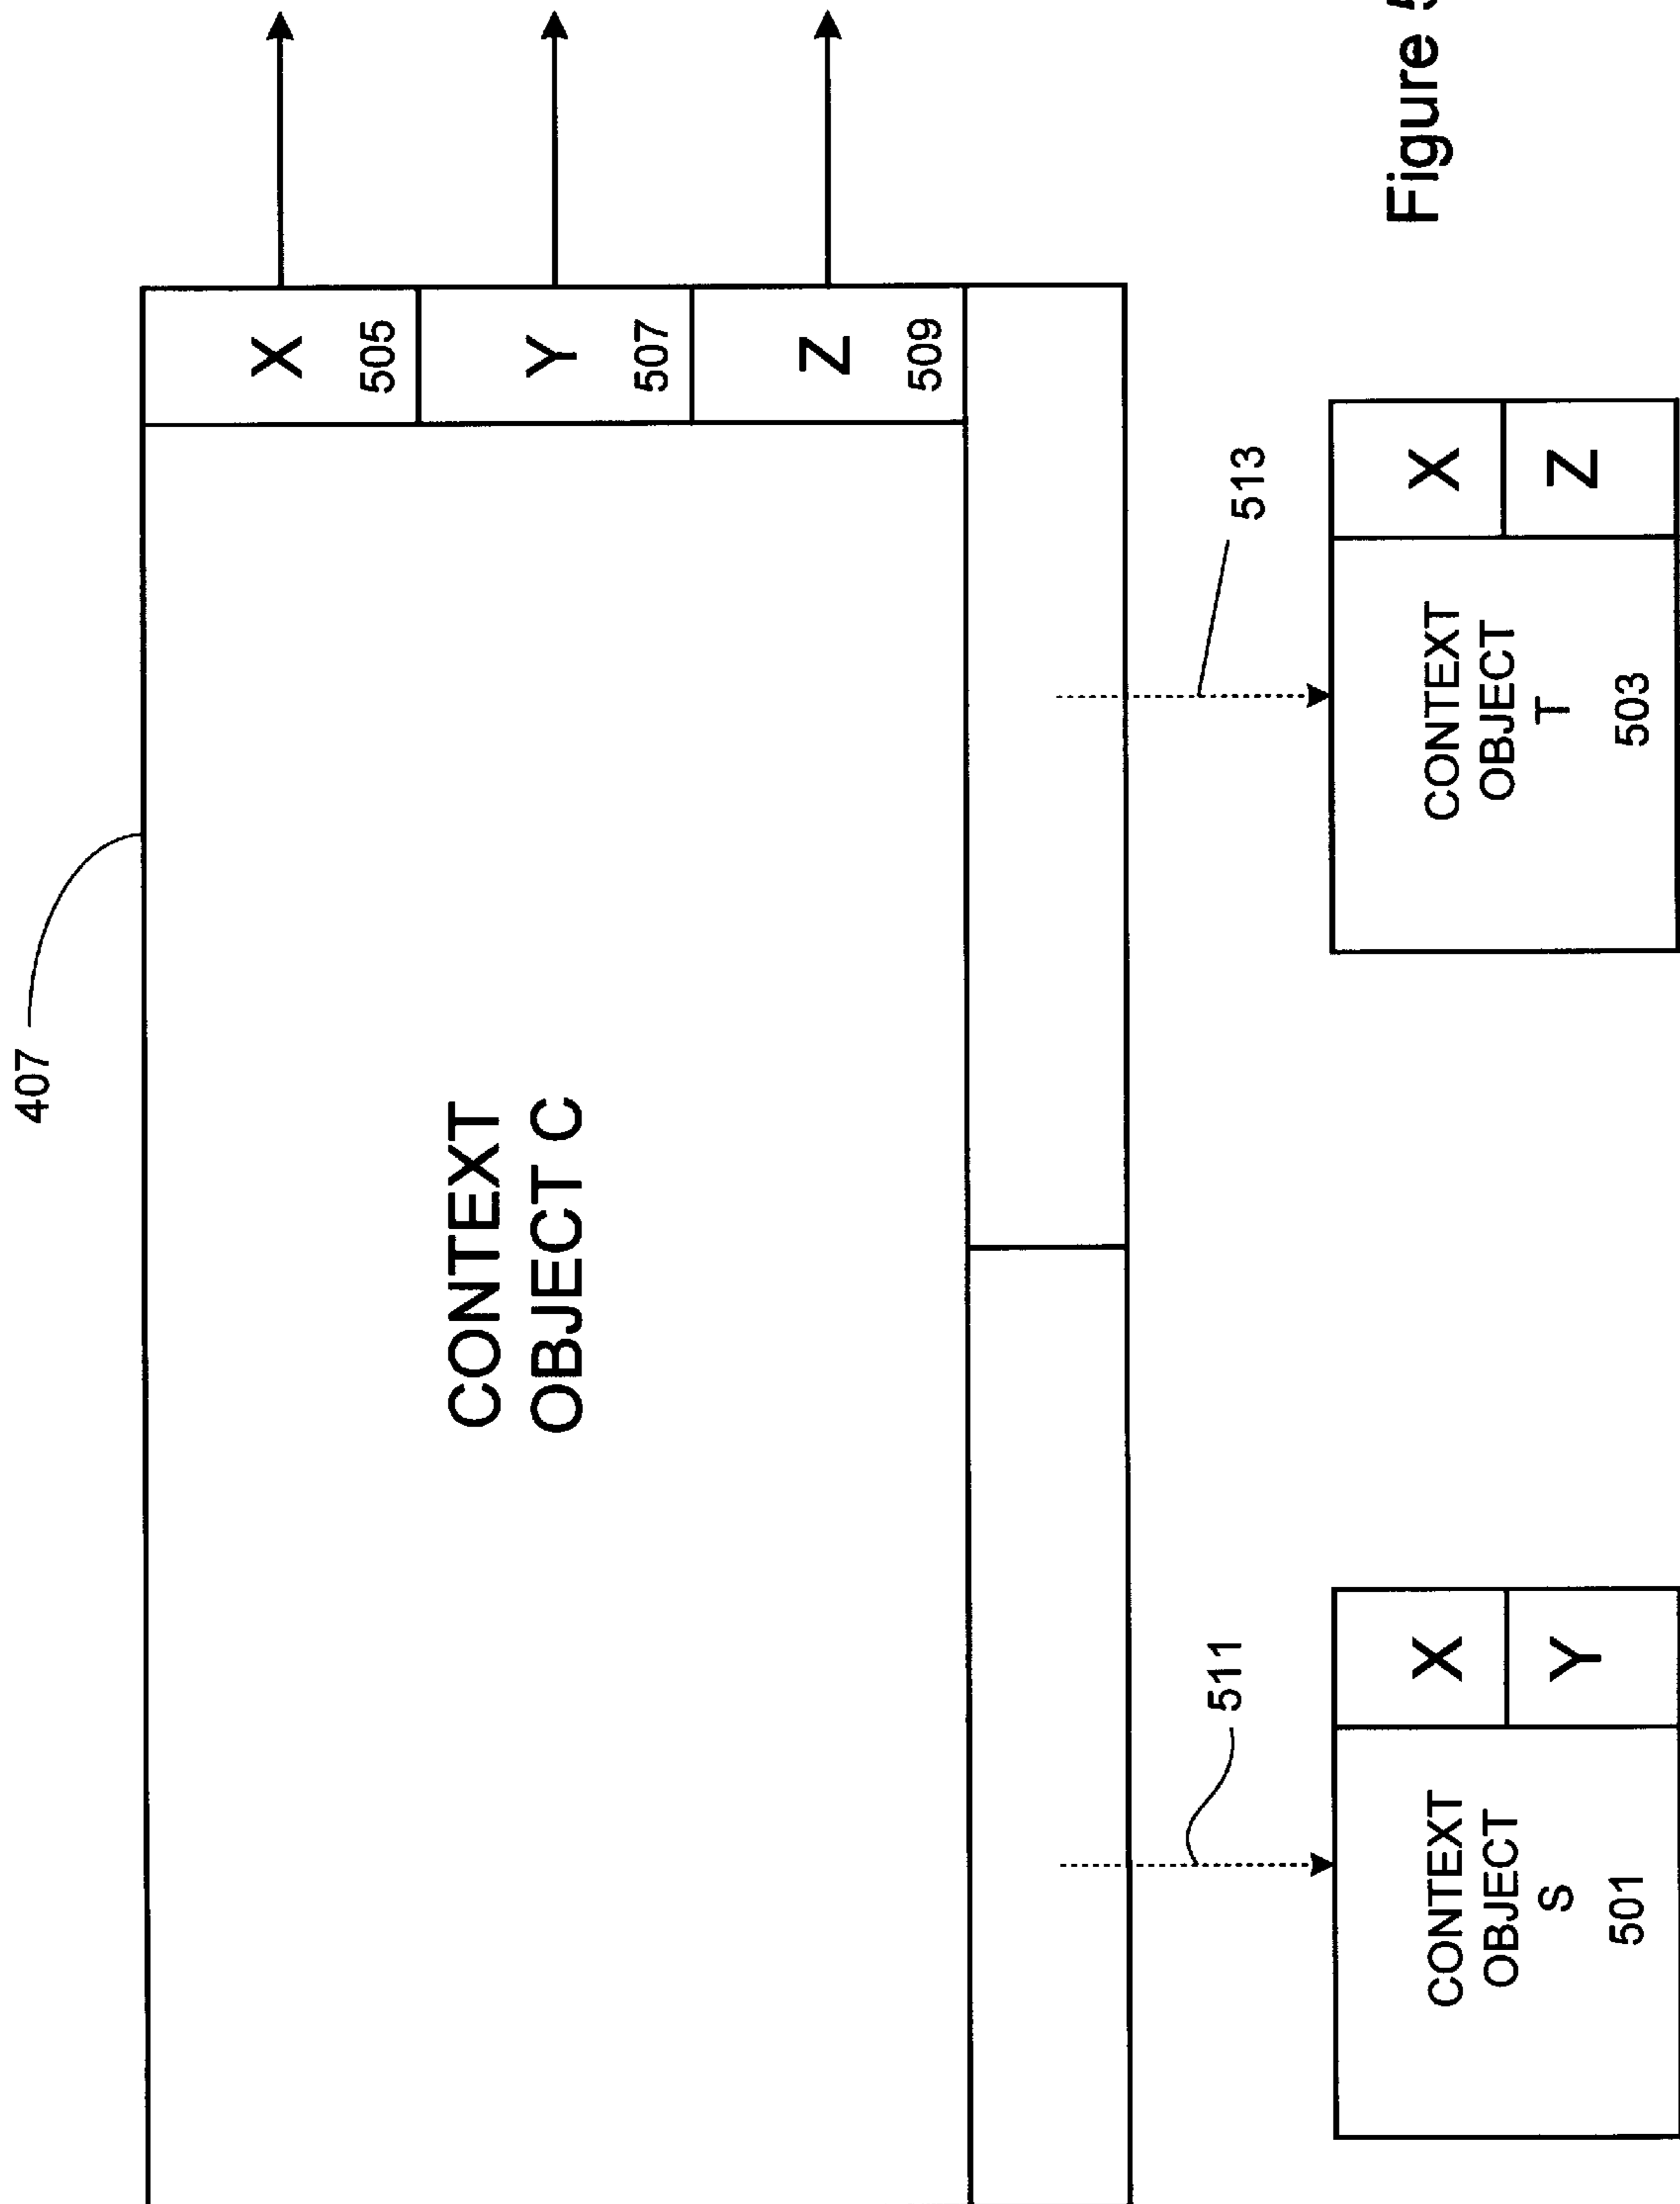 407
X
505
CONTEXT
OBJECT C
Y
507
Z
509
511
513
CONTEXT
OBJECT
S
501
X
Y
CONTEXT
OBJECT
T
503
X
Z
Figure